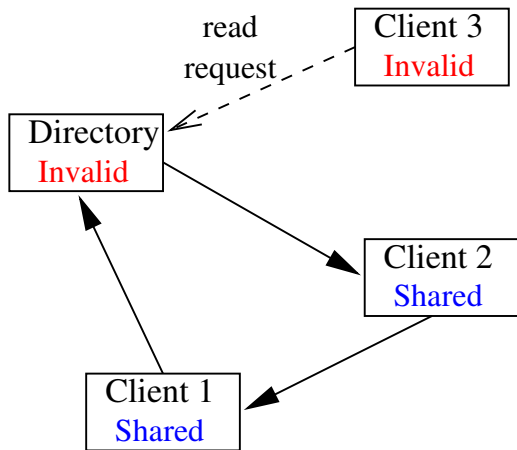 read
request
Client 3
Invalid
Directory
Invalid
Client 2
Shared
Client 1
Shared